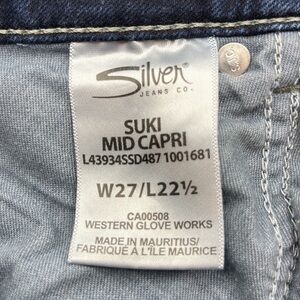 Silver
JEANS CO.
SUKI
MID CAPRI
L43934SSD487 1001681
W27/L22½
CA00508
WESTERN GLOVE WORKS
MADE IN MAURITIUS/
FABRIQUÉ À L'ÎLE MAURICE